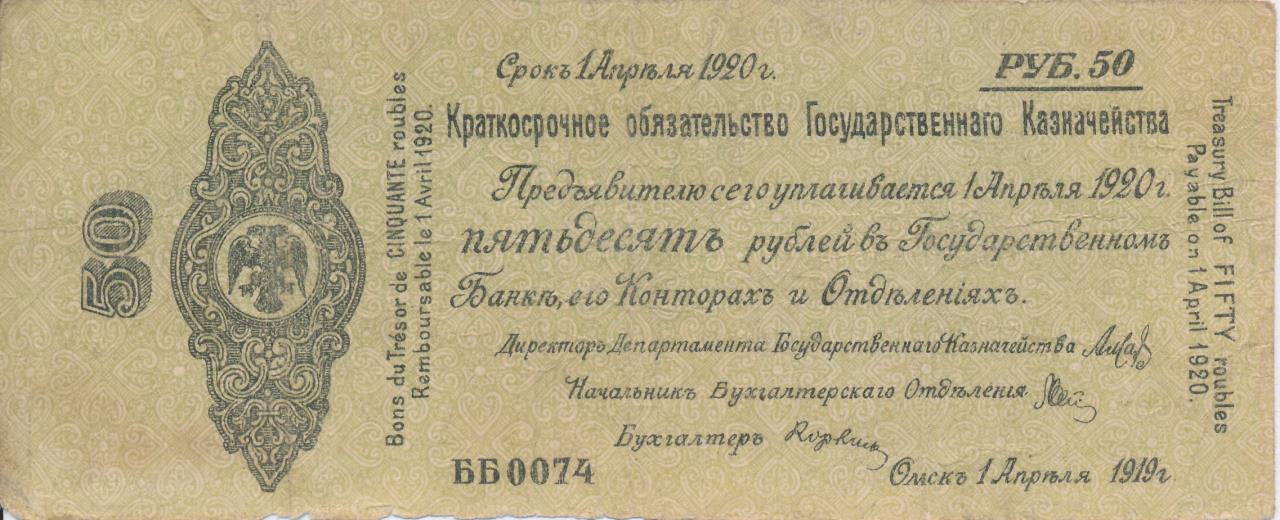 50
Bons du Trésor de CINQUANTE roubles
Remboursable le 1 Avril 1920.
Срокъ 1 Апрѣля 1920 г.
РУБ. 50
Краткосрочное обязательство Государственнаго Казначейства
Предъявителю сего уплачивается 1 Апрѣля 1920 г.
пятьдесятъ рублей въ Государственномъ
Банкѣ, его Конторахъ и Отдѣленіяхъ.
Директоръ Департамента Государственнаго Казначейства
Начальникъ Бухгалтерскаго Отдѣленія
Бухгалтеръ
ББ0074
Омскъ 1 Апрѣля 1919 г
Treasury Bill of FIFTY roubles
Payable on 1 April 1920.